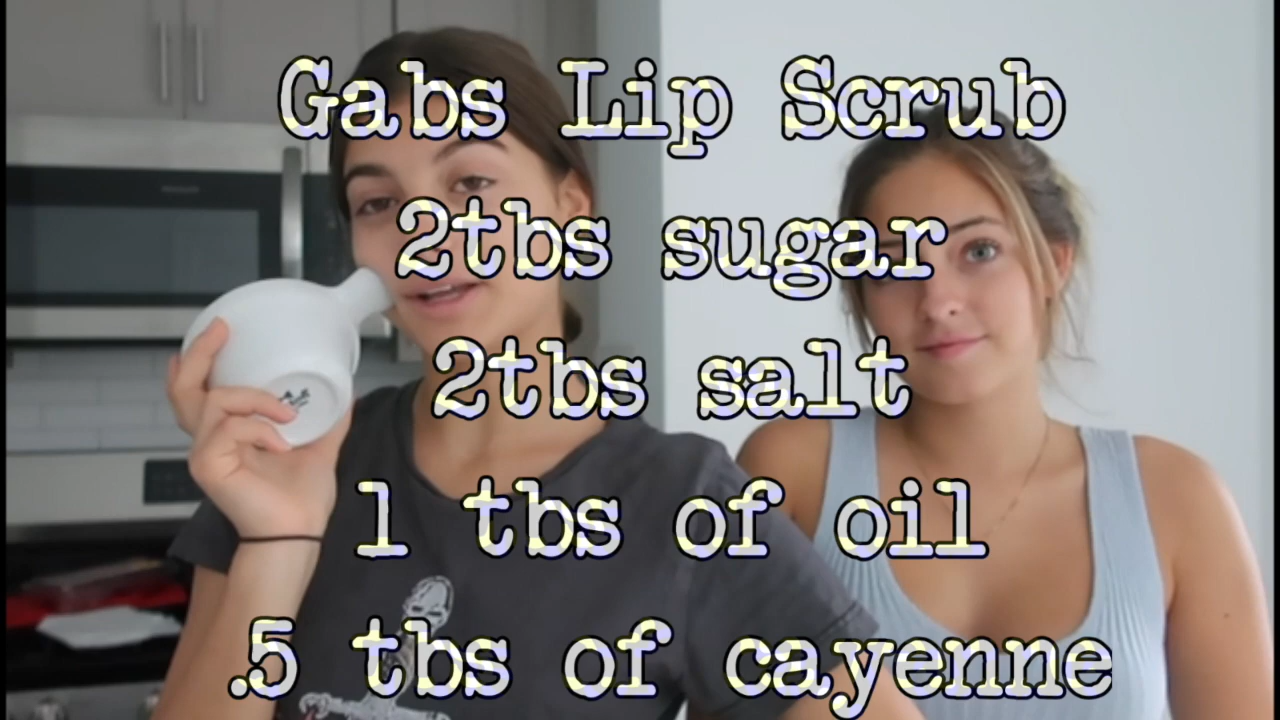 Gabs Lip Scrub
2tbs sugar
2tbs salt
1 tbs of oil
.5 tbs of cayenne